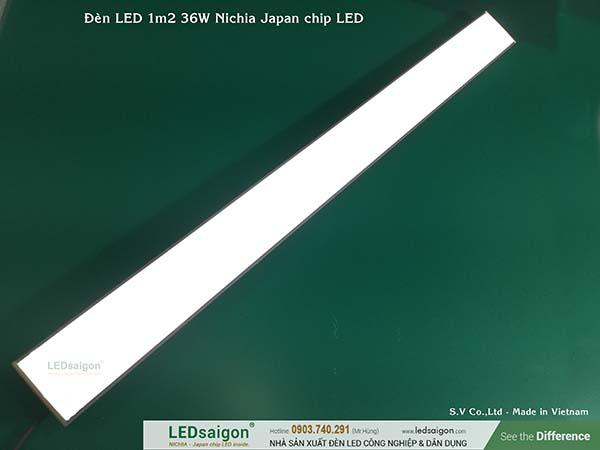 Đèn LED 1m2 36W Nichia Japan chip LED
LEDsaigon®
S.V Co.,Ltd - Made in Vietnam
LEDsaigon®
NICHIA - Japan chip LED inside.
Hotline: 0903.740.291 (Mr.Hùng) www.ledsaigon.com
NHÀ SẢN XUẤT ĐÈN LED CÔNG NGHIỆP & DÂN DỤNG
See the Difference